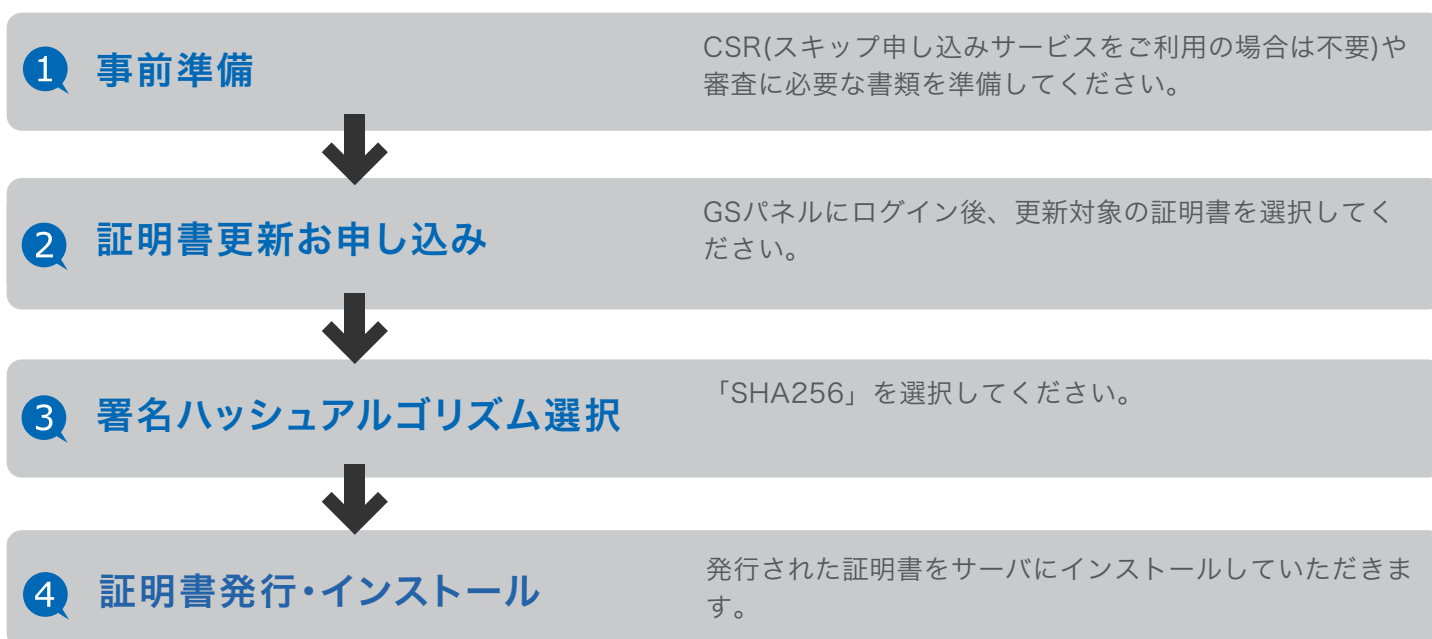 1 事前準備
CSR(スキップ申し込みサービスをご利用の場合は不要)や
審査に必要な書類を準備してください。
2 証明書更新お申し込み
GSパネルにログイン後、更新対象の証明書を選択してく
ださい。
3 署名ハッシュアルゴリズム選択
「SHA256」を選択してください。
4 証明書発行・インストール
発行された証明書をサーバにインストールしていただきま
す。